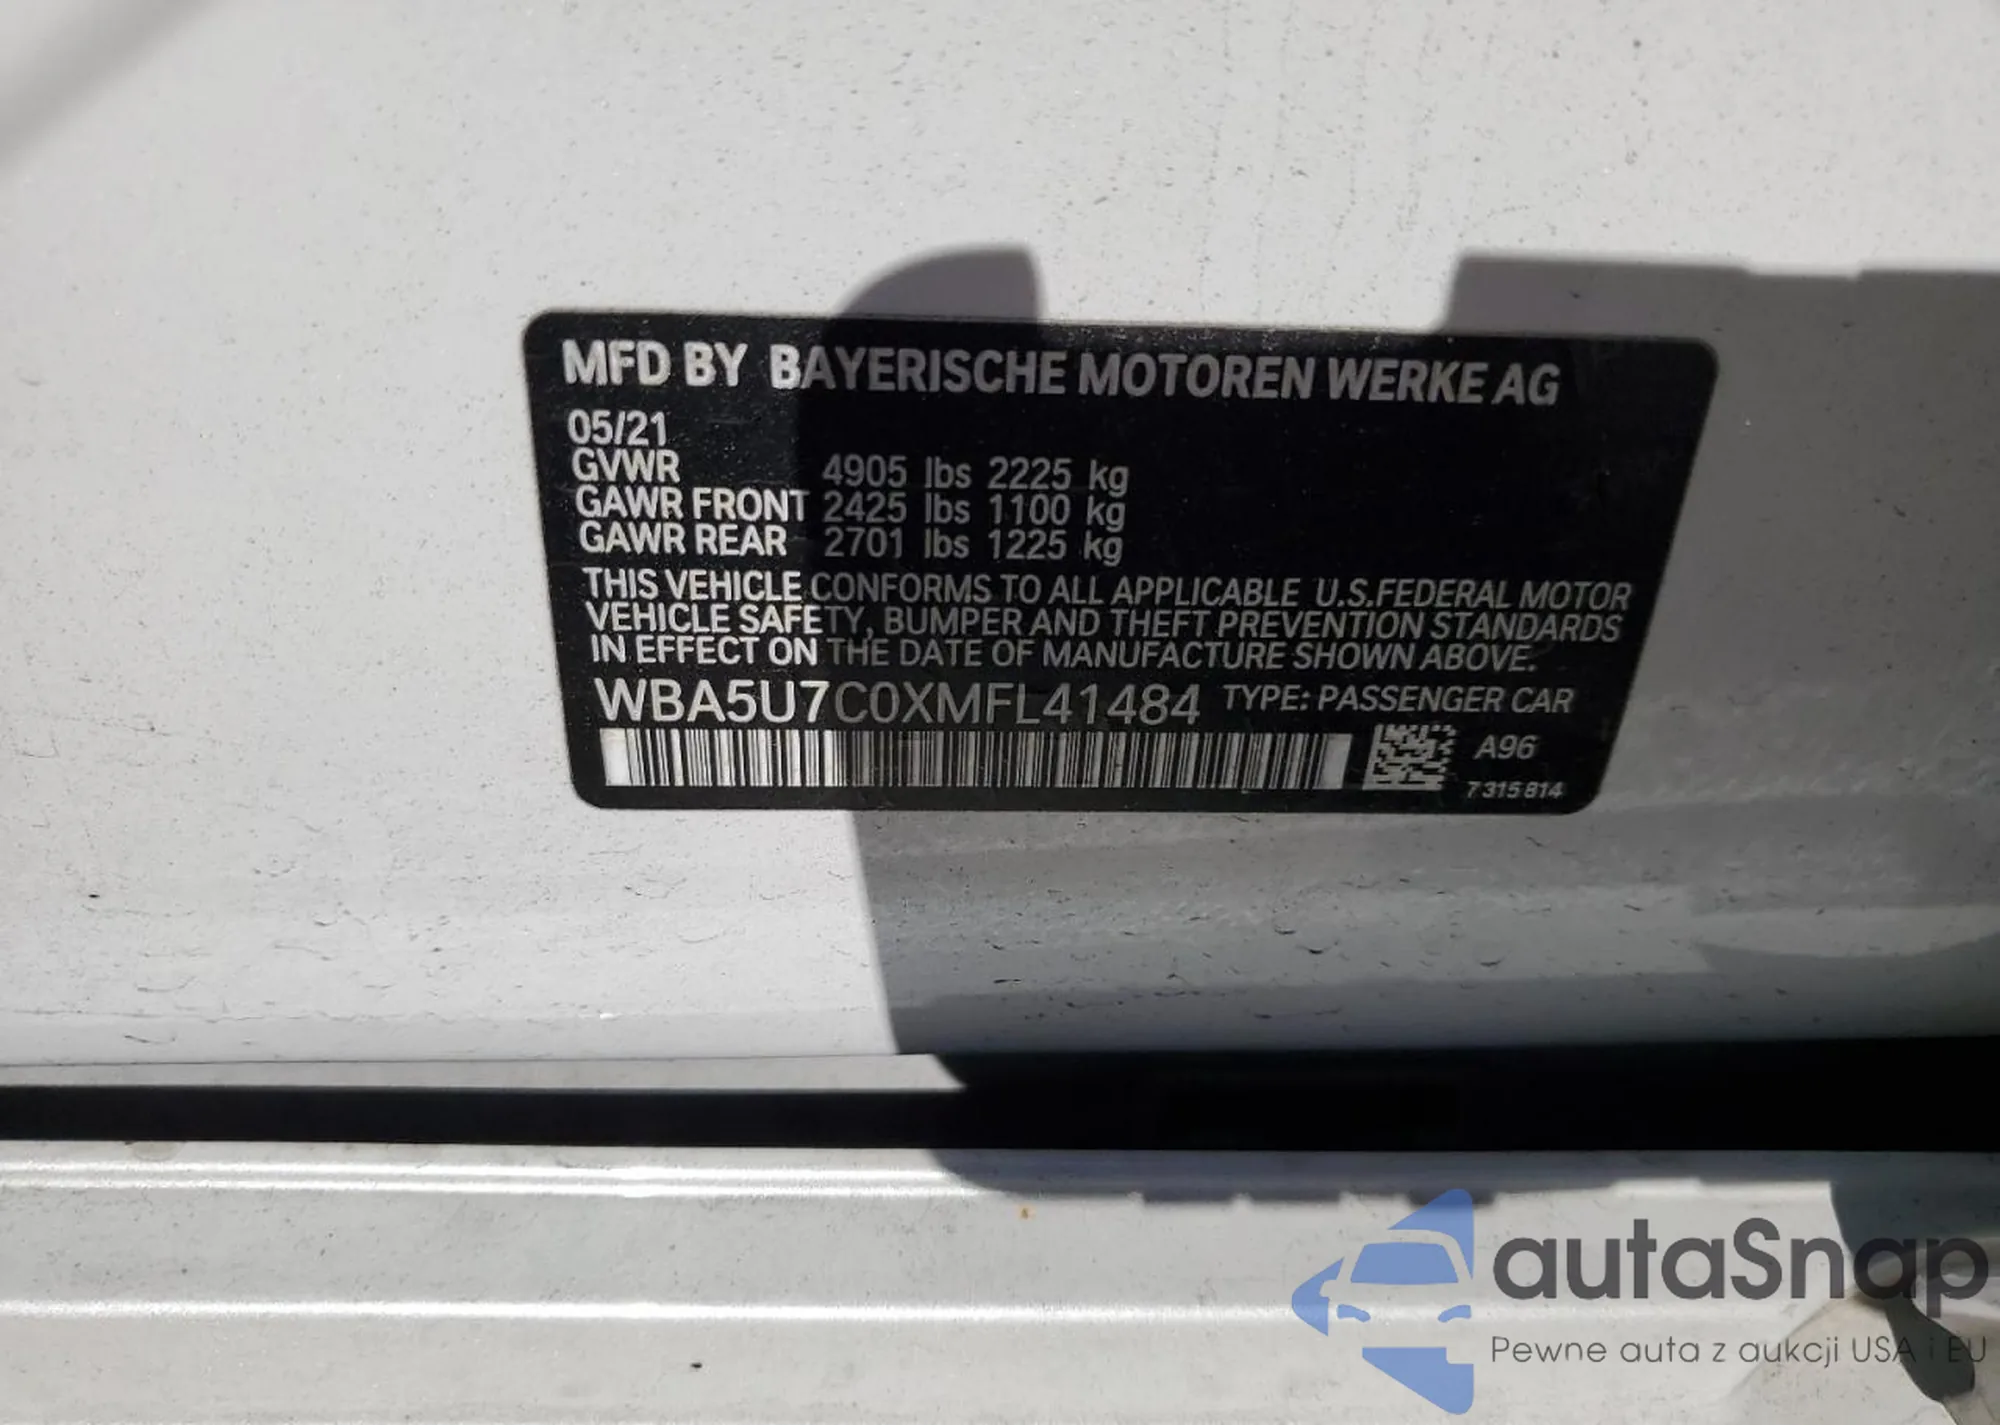 MFD BY BAYERISCHE MOTOREN WERKE AG
05/21
GVWR 4905 lbs 2225 kg
GAWR FRONT 2425 lbs 1100 kg
GAWR REAR 2701 lbs 1225 kg
THIS VEHICLE CONFORMS TO ALL APPLICABLE U.S.FEDERAL MOTOR
VEHICLE SAFETY, BUMPER AND THEFT PREVENTION STANDARDS
IN EFFECT ON THE DATE OF MANUFACTURE SHOWN ABOVE.
WBA5U7C0XMFL41484 TYPE: PASSENGER CAR
A96
7315814
autaSnap
Pewne auta z aukcji USA i EU